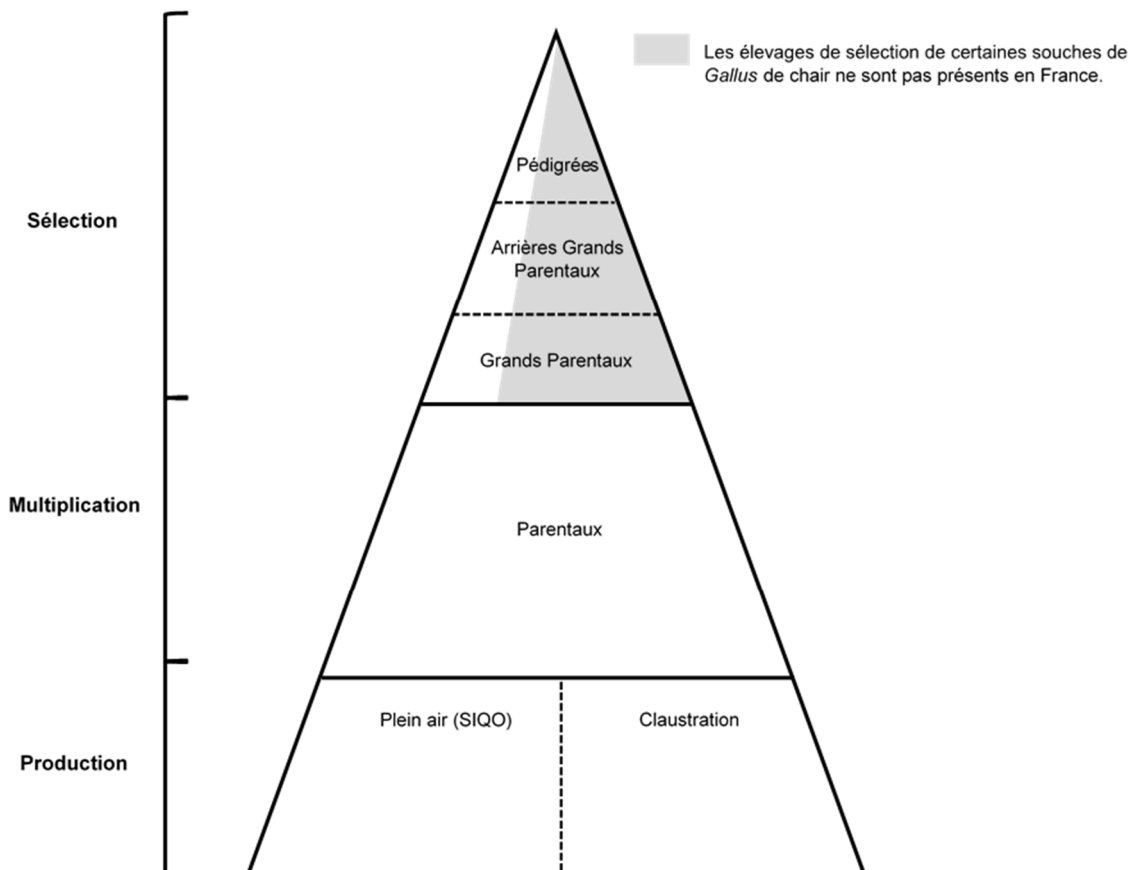 Les élevages de sélection de certaines souches de
Gallus de chair ne sont pas présents en France.
Pédigrées
Sélection
Arrières Grands
Parentaux
Grands Parentaux
Multiplication
Parentaux
Plein air (SIQO)
Claustration
Production